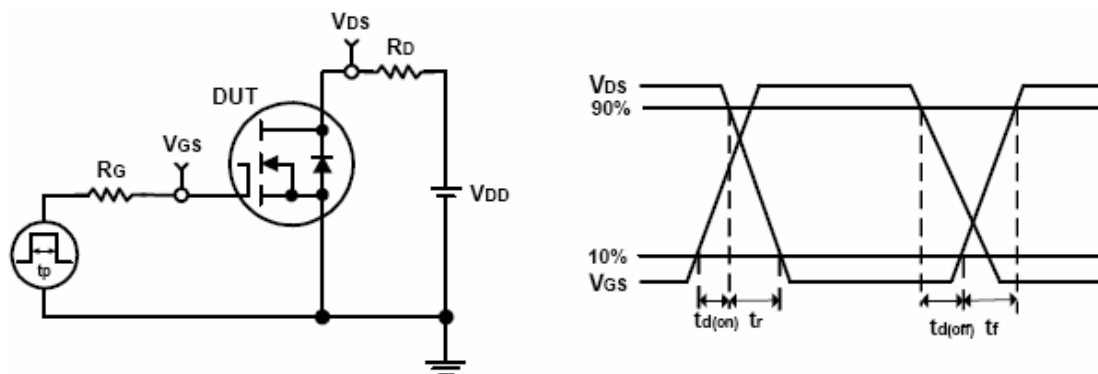 VDS
RD
DUT
VGS
RG
VDD
tp
VDS
90%
10%
VGS
td(on) tr
td(off) tf